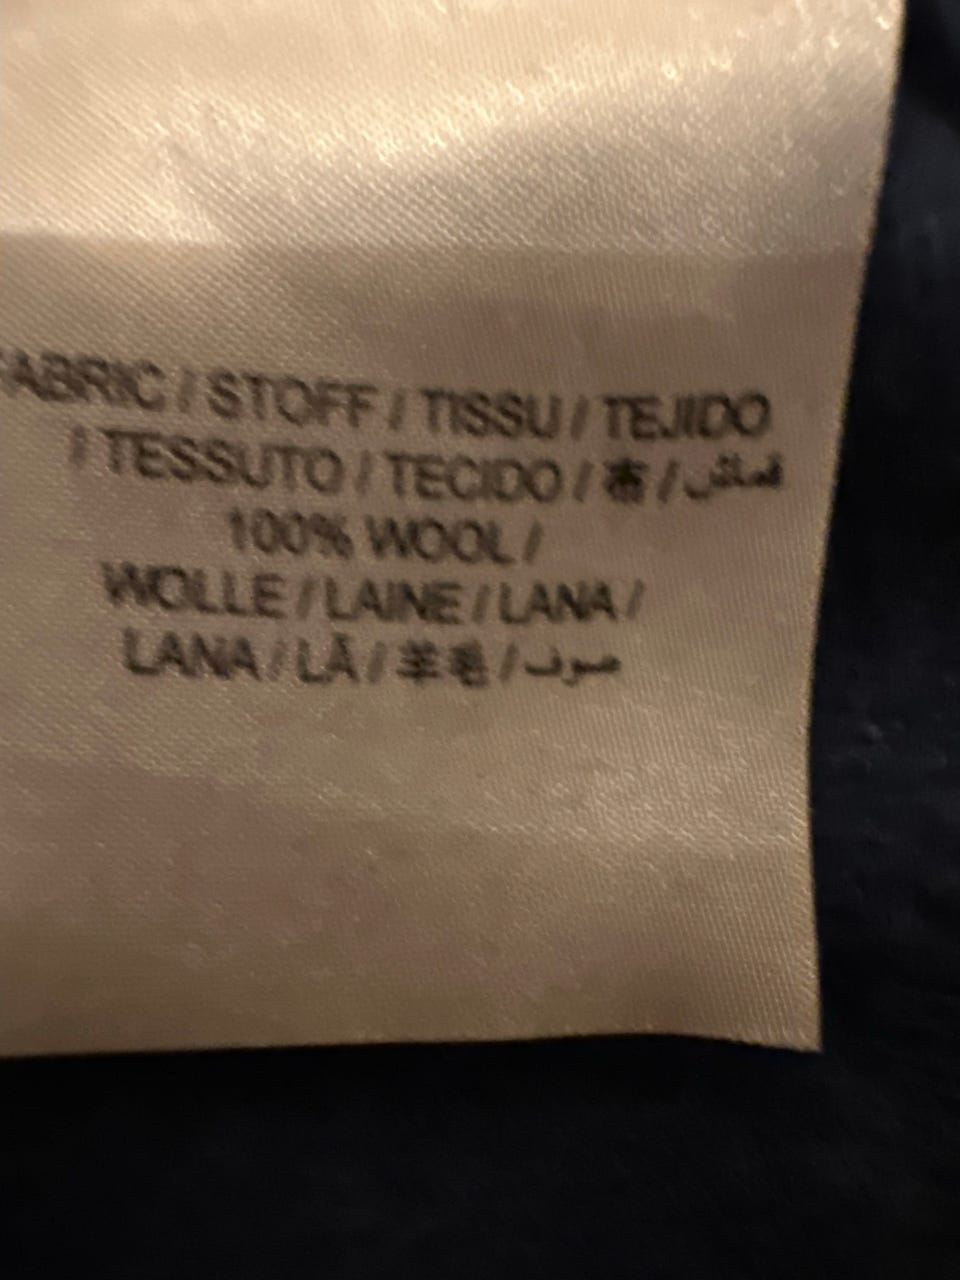 FABRIC / STOFF / TISSU / TEJIDO
/ TESSUTO / TECIDO / 布 / قماش
100% WOOL /
WOLLE / LAINE / LANA /
LANA / LÃ / 羊毛 / صوف